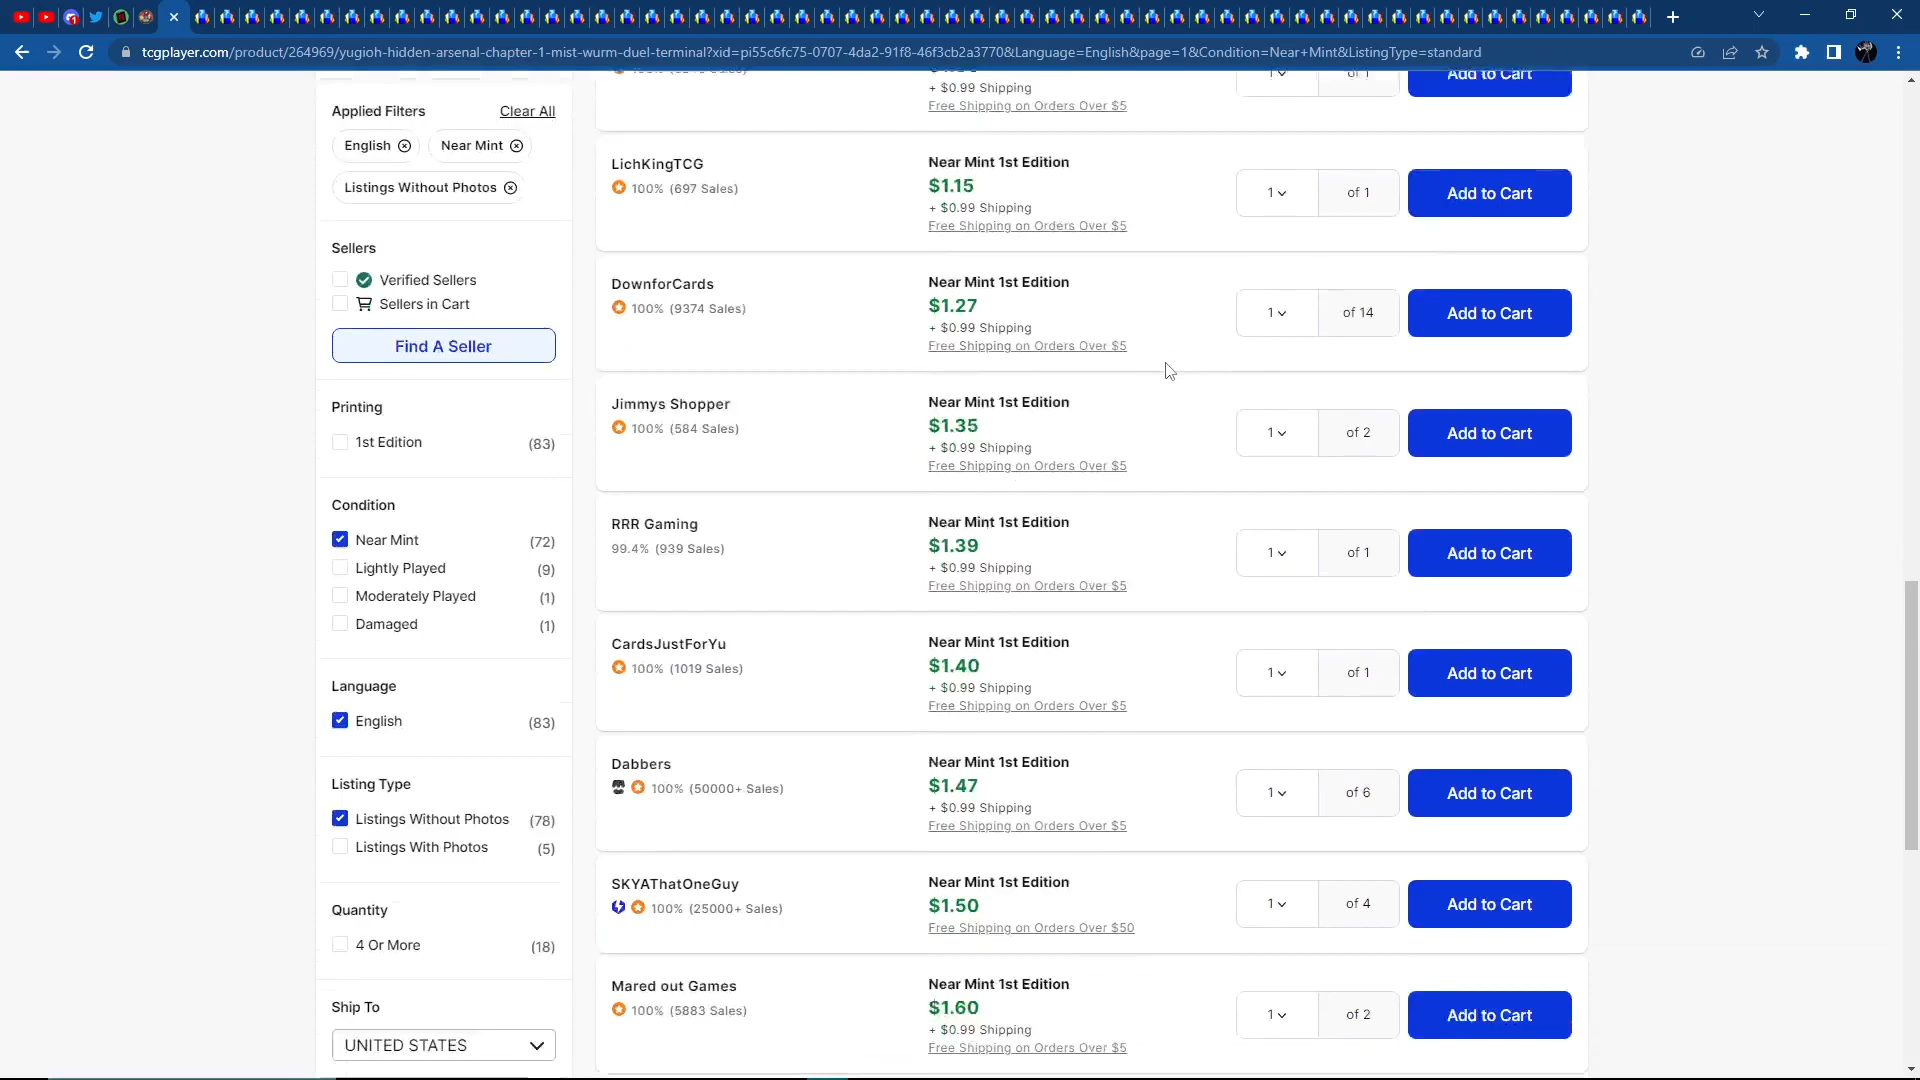 tcgplayer.com/product/264969/yugioh-hidden-arsenal-chapter-1-mist-wurm-duel-terminal?xid=pi55c6fc75-0707-4da2-91f8-46f3cb2a3770&Language=English&page=1&Condition=Near+Mint&ListingType=standard
Applied Filters
Clear All
English
Near Mint
Listings Without Photos
Sellers
Verified Sellers
Sellers in Cart
Find A Seller
Printing
1st Edition (83)
Condition
Near Mint (72)
Lightly Played (9)
Moderately Played (1)
Damaged (1)
Language
English (83)
Listing Type
Listings Without Photos (78)
Listings With Photos (5)
Quantity
4 Or More (18)
Ship To
UNITED STATES
+ $0.99 Shipping
Free Shipping on Orders Over $5
1 of 1
Add to Cart
LichKingTCG
100% (697 Sales)
Near Mint 1st Edition
$1.15
+ $0.99 Shipping
Free Shipping on Orders Over $5
1 of 1
Add to Cart
DownforCards
100% (9374 Sales)
Near Mint 1st Edition
$1.27
+ $0.99 Shipping
Free Shipping on Orders Over $5
1 of 14
Add to Cart
Jimmys Shopper
100% (584 Sales)
Near Mint 1st Edition
$1.35
+ $0.99 Shipping
Free Shipping on Orders Over $5
1 of 2
Add to Cart
RRR Gaming
99.4% (939 Sales)
Near Mint 1st Edition
$1.39
+ $0.99 Shipping
Free Shipping on Orders Over $5
1 of 1
Add to Cart
CardsJustForYu
100% (1019 Sales)
Near Mint 1st Edition
$1.40
+ $0.99 Shipping
Free Shipping on Orders Over $5
1 of 1
Add to Cart
Dabbers
100% (50000+ Sales)
Near Mint 1st Edition
$1.47
+ $0.99 Shipping
Free Shipping on Orders Over $5
1 of 6
Add to Cart
SKYAThatOneGuy
100% (25000+ Sales)
Near Mint 1st Edition
$1.50
Free Shipping on Orders Over $50
1 of 4
Add to Cart
Mared out Games
100% (5883 Sales)
Near Mint 1st Edition
$1.60
+ $0.99 Shipping
Free Shipping on Orders Over $5
1 of 2
Add to Cart